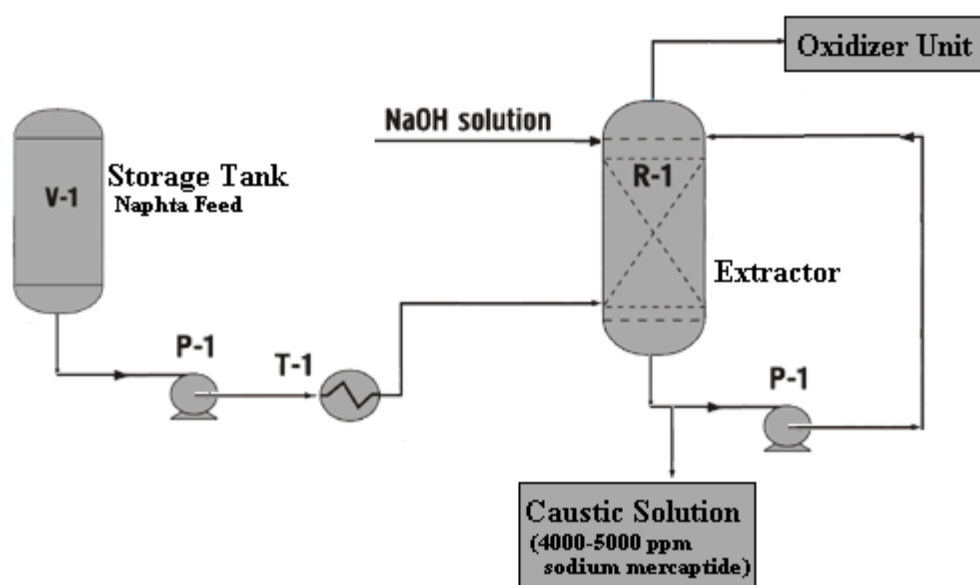 Oxidizer Unit
NaOH solution
R-1
V-1
Storage Tank
Naphta Feed
Extractor
P-1
T-1
P-1
Caustic Solution
(4000-5000 ppm
sodium mercaptide)